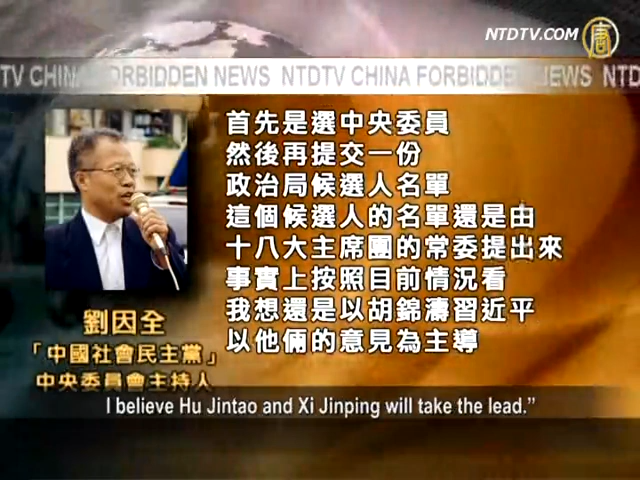 NTDTV.COM 唐
TV CHINA FORBIDDEN NEWS NTDTV CHINA FORBIDDEN NEWS NTD
首先是選中央委員
然後再提交一份
政治局候選人名單
這個候選人的名單還是由
十八大主席團的常委提出來
事實上按照目前情況看
我想還是以胡錦濤習近平
以他倆的意見為主導
劉因全
「中國社會民主黨」
中央委員會主持人
I believe Hu Jintao and Xi Jinping will take the lead.”